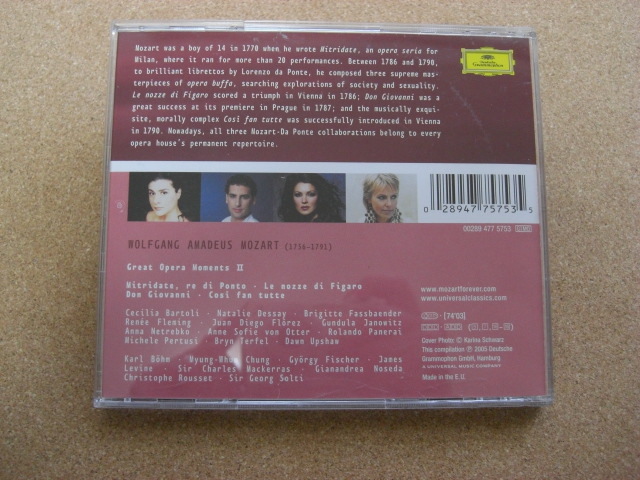 Mozart was a boy of 14 in 1770 when he wrote Mitridate, an opera seria for
Milan, where it ran for more than 20 performances. Between 1786 and 1790,
to brilliant librettos by Lorenzo da Ponte, he composed three supreme mas-
terpieces of opera buffa, searching explorations of society and sexuality.
Le nozze di Figaro scored a triumph in Vienna in 1786; Don Giovanni was a
great success at its premiere in Prague in 1787; and the musically exqui-
site, morally complex Così fan tutte was successfully introduced in Vienna
in 1790. Nowadays, all three Mozart-Da Ponte collaborations belong to every
opera house's permanent repertoire.
Deutsche
Grammophon
0 28947 75753 5
00289 477 5753
WOLFGANG AMADEUS MOZART (1756-1791)
Great Opera Moments II
Mitridate, re di Ponto · Le nozze di Figaro
Don Giovanni · Così fan tutte
Cecilia Bartoli · Natalie Dessay · Brigitte Fassbaender
Renée Fleming · Juan Diego Flórez · Gundula Janowitz
Anna Netrebko · Anne Sofie von Otter · Rolando Panerai
Michele Pertusi · Bryn Terfel · Dawn Upshaw
Karl Böhm · Myung-Whun Chung · György Fischer · James
Levine · Sir Charles Mackerras · Gianandrea Noseda
Christophe Rousset · Sir Georg Solti
www.mozartforever.com
www.universalclassics.com
[74'03]
Cover Photo: © Karina Schwarz
This compilation ℗ 2006 Deutsche
Grammophon GmbH, Hamburg
A UNIVERSAL MUSIC COMPANY
Made in the E.U.